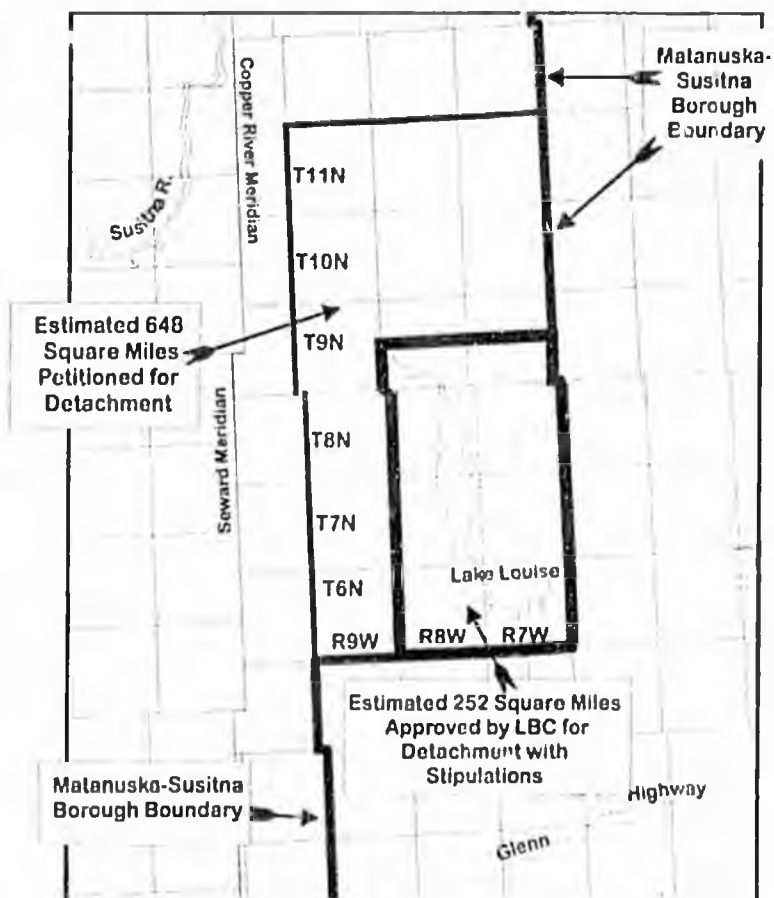 Matanuska-
Susitna
Borough
Boundary
Copper River Meridian
Susitna R.
T11N
T10N
T9N
Estimated 648
Square Miles
Petitioned for
Detachment
Seward Meridian
T8N
T7N
T6N
Lake Louise
R9W
R8W
R7W
Estimated 252 Square Miles
Approved by LBC for
Detachment with
Stipulations
Matanuska-Susitna
Borough Boundary
Glenn
Highway